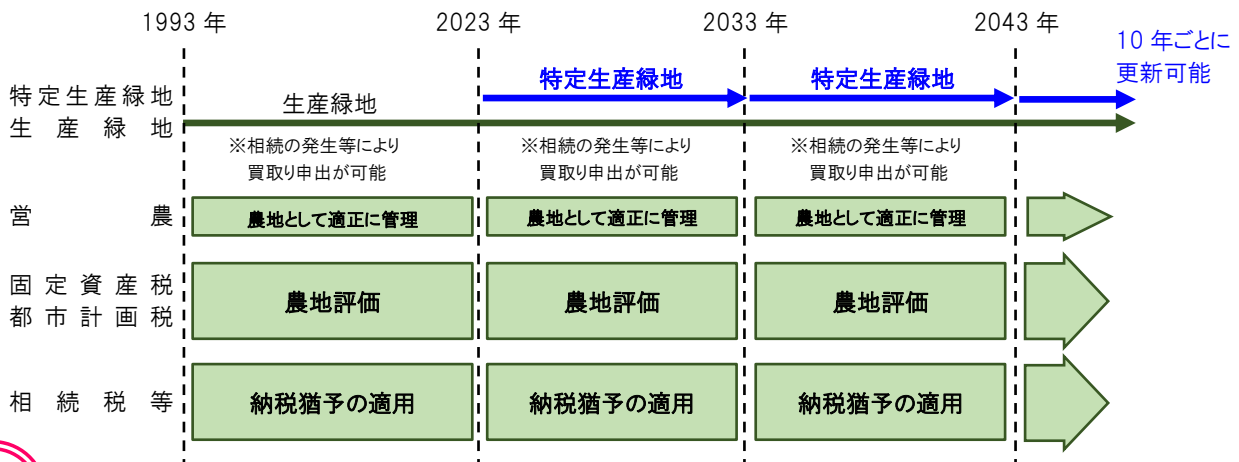 1993 年 2023 年 2033 年 2043 年
10 年ごとに
更新可能
特定生産緑地 特定生産緑地
特定生産緑地 生産緑地
生産緑地
※相続の発生等により ※相続の発生等により ※相続の発生等により
買取り申出が可能 買取り申出が可能 買取り申出が可能
営農 農地として適正に管理 農地として適正に管理 農地として適正に管理
固定資産税
都市計画税 農地評価 農地評価 農地評価
相続税等 納税猶予の適用 納税猶予の適用 納税猶予の適用